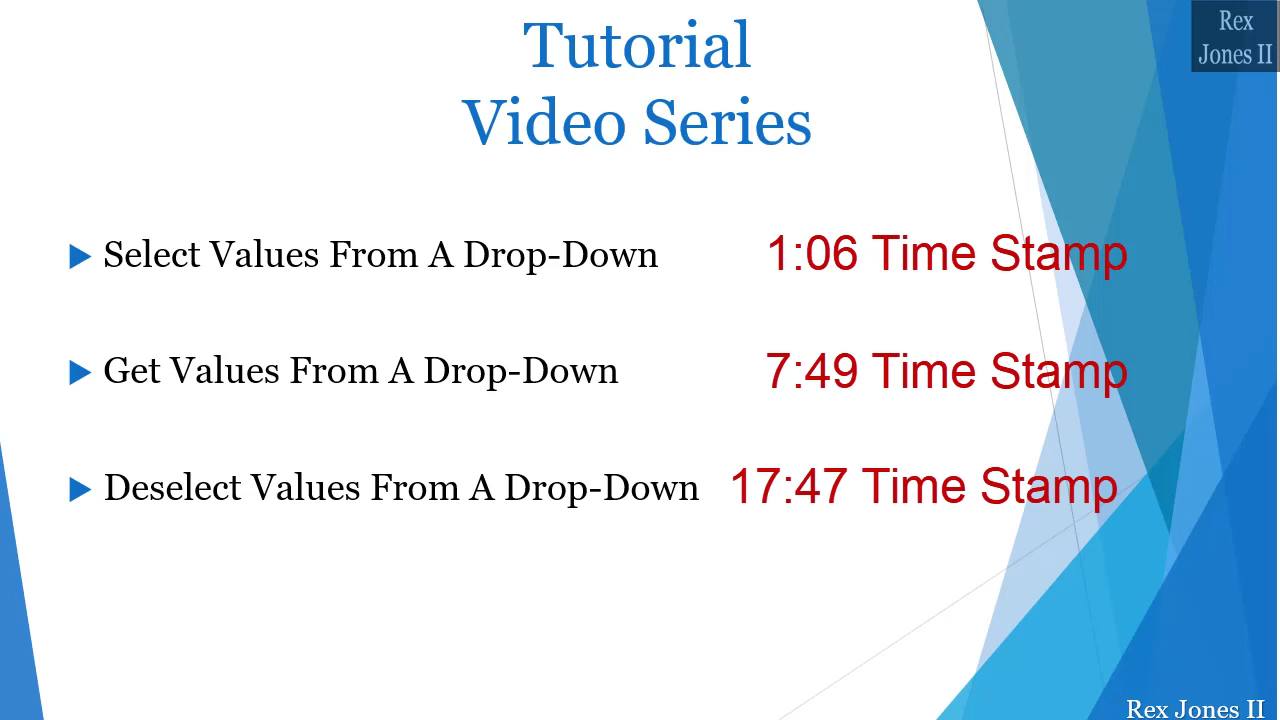 Tutorial
Video Series
Rex
Jones II
Select Values From A Drop-Down 1:06 Time Stamp
Get Values From A Drop-Down 7:49 Time Stamp
Deselect Values From A Drop-Down 17:47 Time Stamp
Rex Jones II